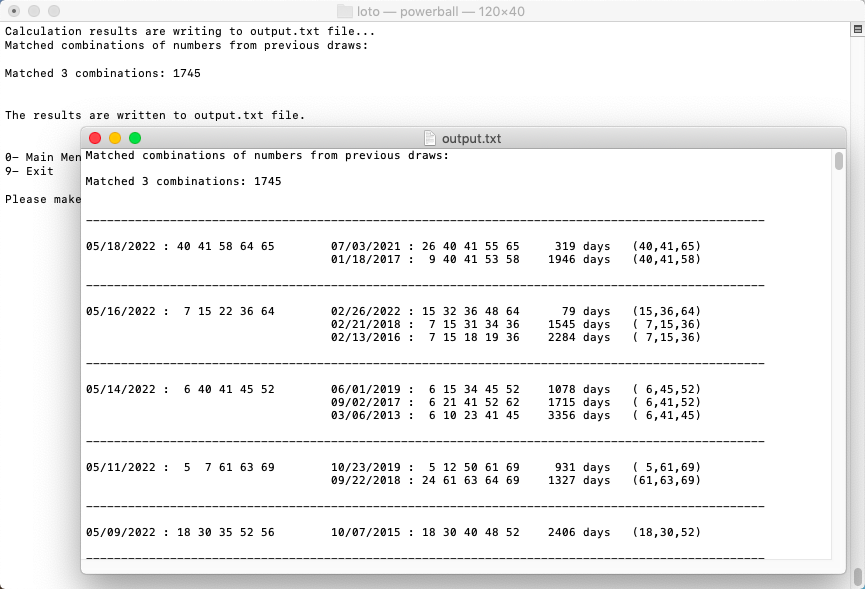 loto — powerball — 120×40
Calculation results are writing to output.txt file...
Matched combinations of numbers from previous draws:
Matched 3 combinations: 1745
The results are written to output.txt file.
0- Main Men
9- Exit
Please make
output.txt
Matched combinations of numbers from previous draws:
Matched 3 combinations: 1745
-------------------------------------------------------------------------------------------------
05/18/2022 : 40 41 58 64 65        07/03/2021 : 26 40 41 55 65     319 days   (40,41,65)
                                   01/18/2017 :  9 40 41 53 58    1946 days   (40,41,58)
-------------------------------------------------------------------------------------------------
05/16/2022 :  7 15 22 36 64        02/26/2022 : 15 32 36 48 64      79 days   (15,36,64)
                                   02/21/2018 :  7 15 31 34 36    1545 days   ( 7,15,36)
                                   02/13/2016 :  7 15 18 19 36    2284 days   ( 7,15,36)
-------------------------------------------------------------------------------------------------
05/14/2022 :  6 40 41 45 52        06/01/2019 :  6 15 34 45 52    1078 days   ( 6,45,52)
                                   09/02/2017 :  6 21 41 52 62    1715 days   ( 6,41,52)
                                   03/06/2013 :  6 10 23 41 45    3356 days   ( 6,41,45)
-------------------------------------------------------------------------------------------------
05/11/2022 :  5  7 61 63 69        10/23/2019 :  5 12 50 61 69     931 days   ( 5,61,69)
                                   09/22/2018 : 24 61 63 64 69    1327 days   (61,63,69)
-------------------------------------------------------------------------------------------------
05/09/2022 : 18 30 35 52 56        10/07/2015 : 18 30 40 48 52    2406 days   (18,30,52)
-------------------------------------------------------------------------------------------------